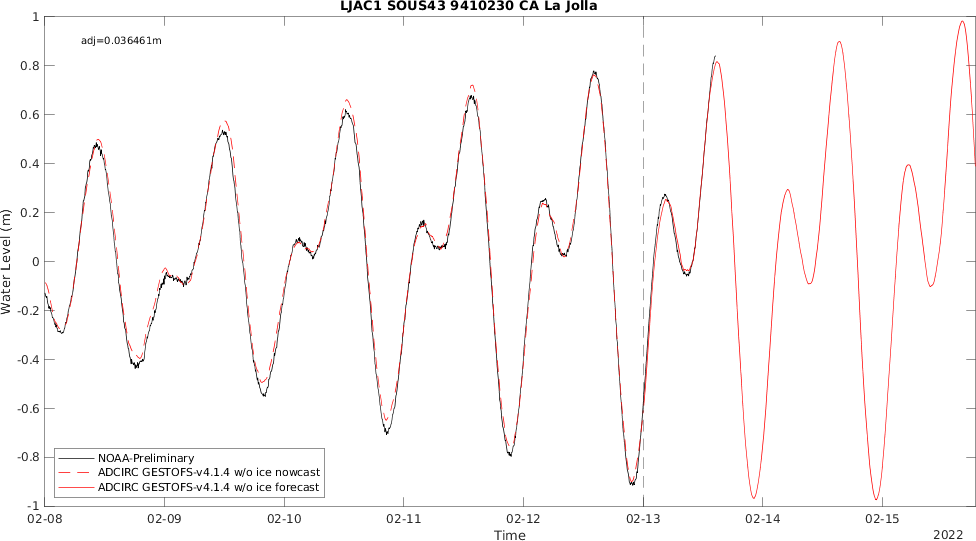 LJAC1 SOUS43 9410230 CA La Jolla
adj=0.036461m
1
0.8
0.6
0.4
0.2
0
-0.2
-0.4
-0.6
-0.8
-1
Water Level (m)
NOAA-Preliminary
ADCIRC GESTOFS-v4.1.4 w/o ice nowcast
ADCIRC GESTOFS-v4.1.4 w/o ice forecast
02-08 02-09 02-10 02-11 02-12 02-13 02-14 02-15
Time
2022